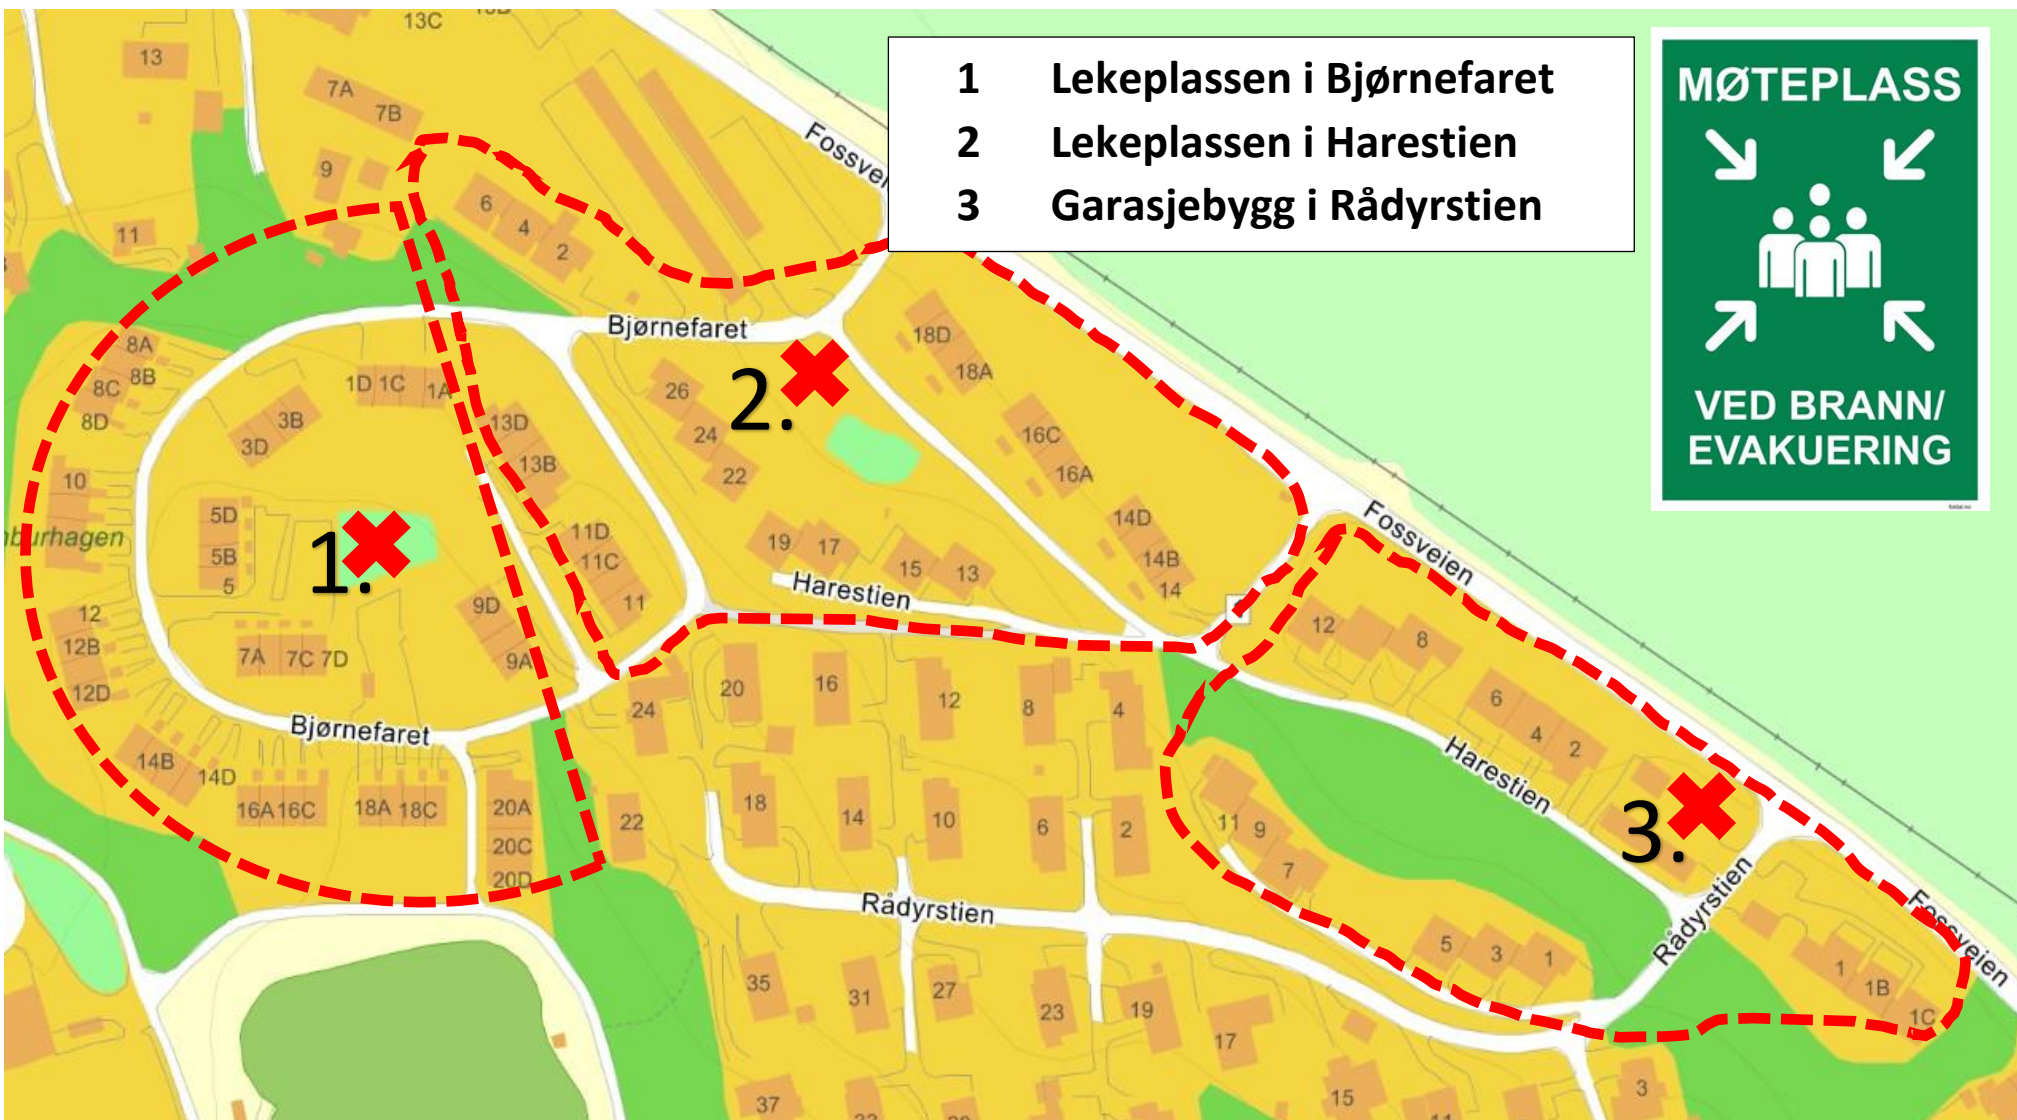 1 Lekeplassen i Bjørnefaret
2 Lekeplassen i Harestien
3 Garasjebygg i Rådyrstien
MØTEPLASS
VED BRANN/
EVAKUERING
13C
13
7A
7B
9
11
6
4
2
Fossvei
Bjørnefaret
18D
18A
16C
16A
14D
14B
14
26
24
22
2.
19
17
15
13
Harestien
8A
8B
8C
8D
1D 1C
1A
3B
3D
13D
13B
10
5D
5B
5
1.
11D
11C
11
9D
9A
12
12B
12D
7A
7C 7D
Bjørnefaret
14B
14D
16A 16C
18A 18C
20A
20C
20D
Fossveien
12
8
6
4
2
Harestien
3.
24
20
16
12
8
4
22
18
14
10
6
2
11
9
7
5
3
1
Rådyrstien
Rådyrstien
Fossveien
1
1B
1C
35
31
27
23
19
17
37
15
3